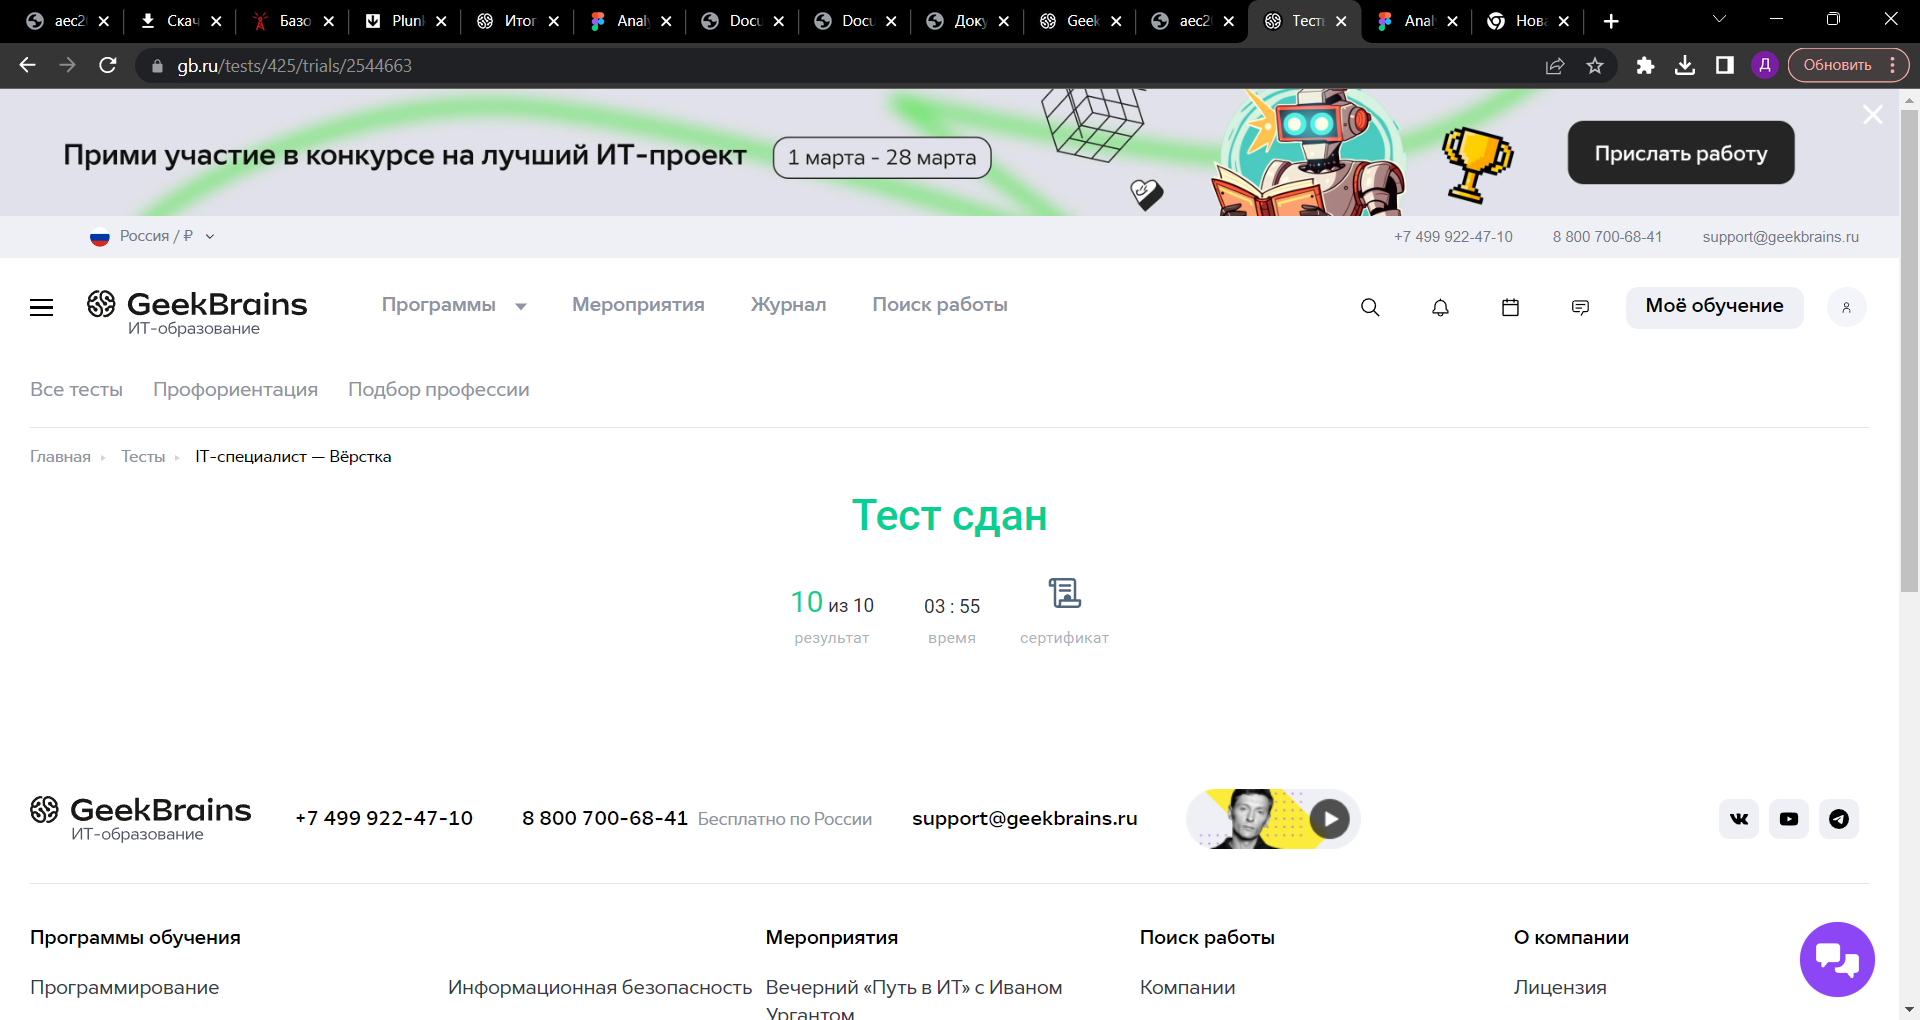 aec2
Скач
Базо
Plunk
Итог
Analy
Docu
Docu
Доку
Geek
aec2
Тест
Analy
Нова
gb.ru/tests/425/trials/2544663
Д
Обновить
Прими участие в конкурсе на лучший ИТ-проект
1 марта - 28 марта
Прислать работу
Россия / ₽
+7 499 922-47-10
8 800 700-68-41
support@geekbrains.ru
GeekBrains
ИТ-образование
Программы
Мероприятия
Журнал
Поиск работы
Моё обучение
Все тесты
Профориентация
Подбор профессии
Главная
Тесты
IT-специалист — Вёрстка
Тест сдан
10 из 10
03 : 55
результат
время
сертификат
GeekBrains
ИТ-образование
+7 499 922-47-10
8 800 700-68-41 Бесплатно по России
support@geekbrains.ru
Программы обучения
Мероприятия
Поиск работы
О компании
Программирование
Информационная безопасность
Вечерний «Путь в ИТ» с Иваном
Ургантом
Компании
Лицензия